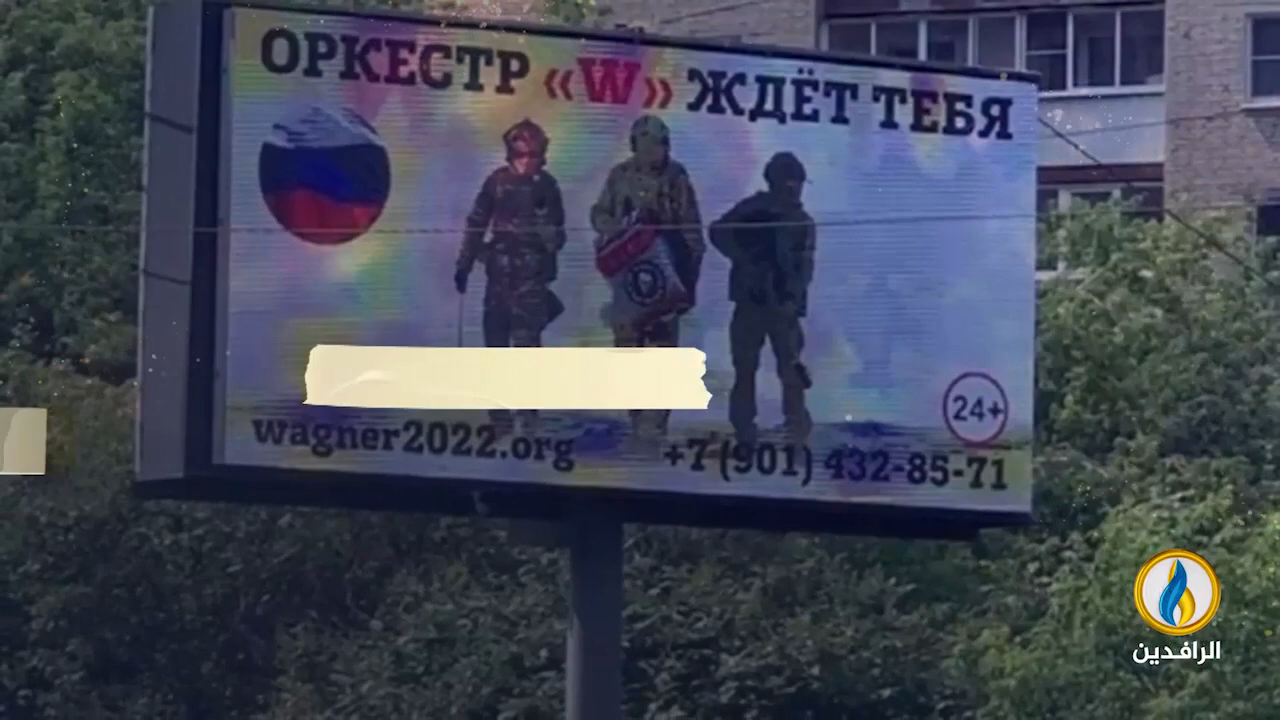 ОРКЕСТР «W» ЖДЁТ ТЕБЯ
24+
wagner2022.org
+7 (901) 432-85-71
الرافدين